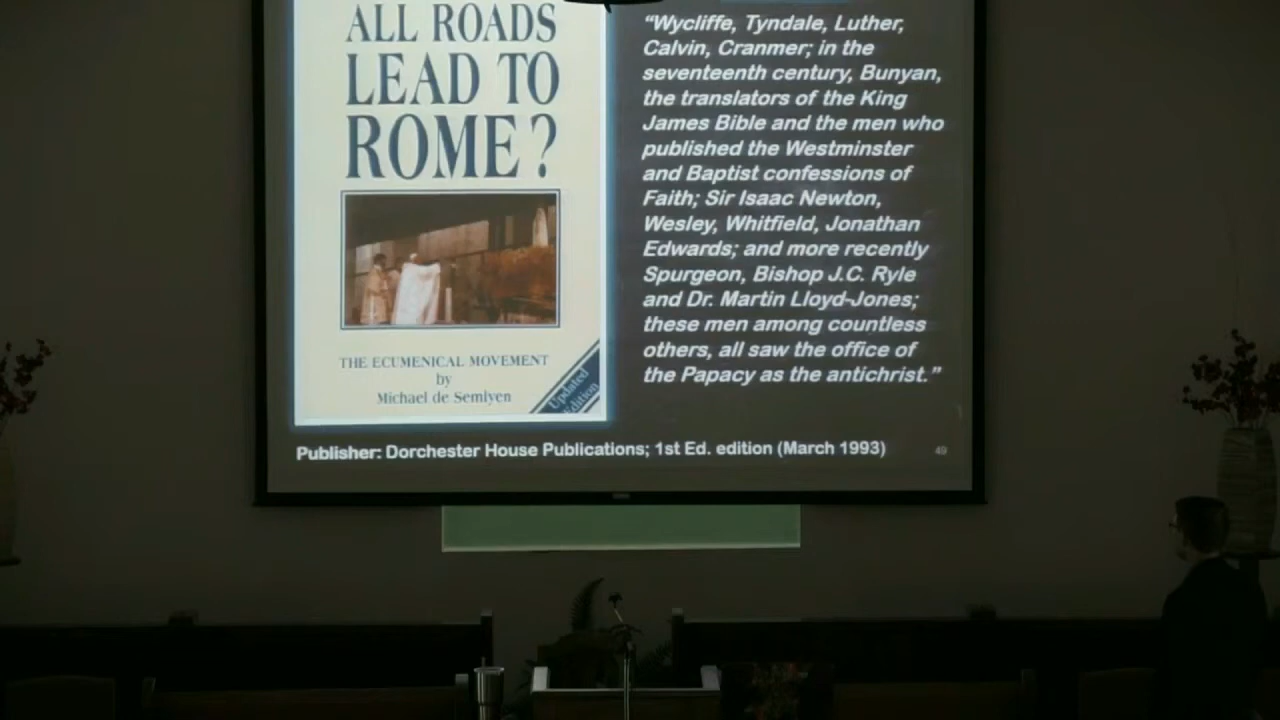 ALL ROADS
LEAD TO
ROME?
THE ECUMENICAL MOVEMENT
by
Michael de Semlyen
Updated
Edition
“Wycliffe, Tyndale, Luther,
Calvin, Cranmer; in the
seventeenth century, Bunyan,
the translators of the King
James Bible and the men who
published the Westminster
and Baptist confessions of
Faith; Sir Isaac Newton,
Wesley, Whitfield, Jonathan
Edwards; and more recently
Spurgeon, Bishop J.C. Ryle
and Dr. Martin Lloyd-Jones;
these men among countless
others, all saw the office of
the Papacy as the antichrist.”
Publisher: Dorchester House Publications; 1st Ed. edition (March 1993)
49